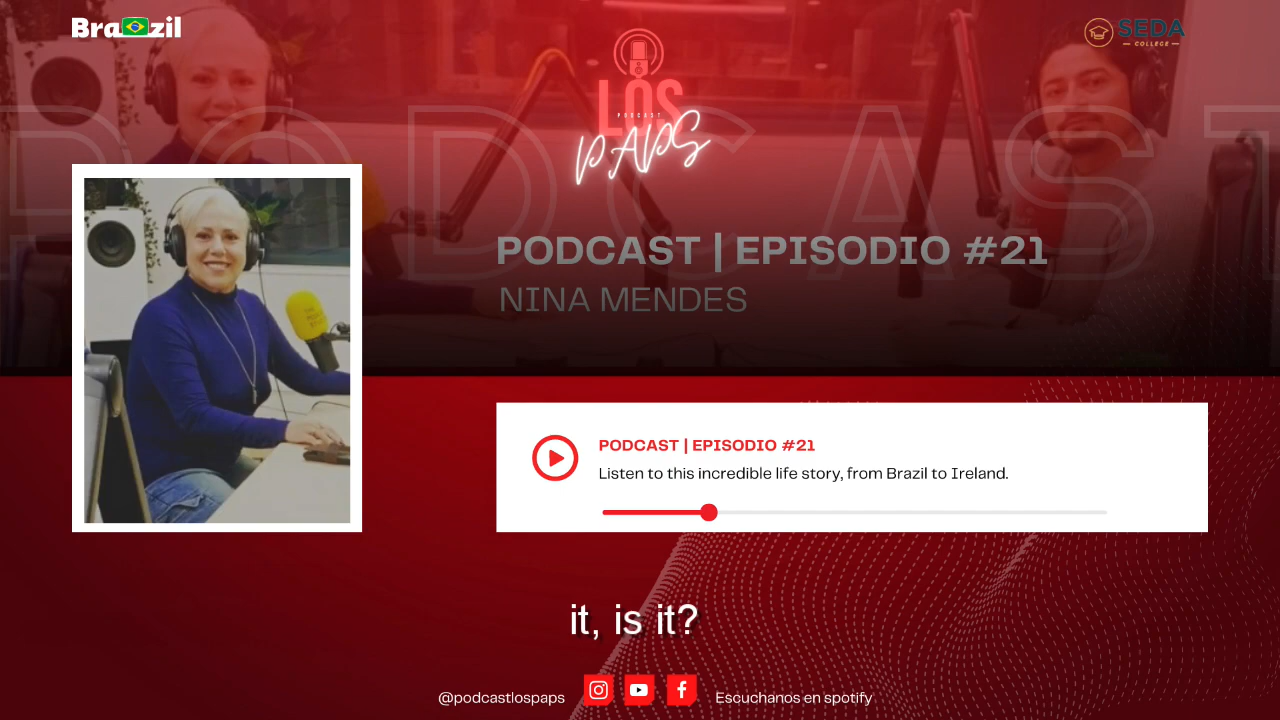 Brazil
SEDA
COLLEGE
LOS
PODCAST
PAPS
PODCAST
PODCAST | EPISODIO #21
NINA MENDES
PODCAST | EPISODIO #21
Listen to this incredible life story, from Brazil to Ireland.
it, is it?
@podcastlospaps
Escuchanos en spotify